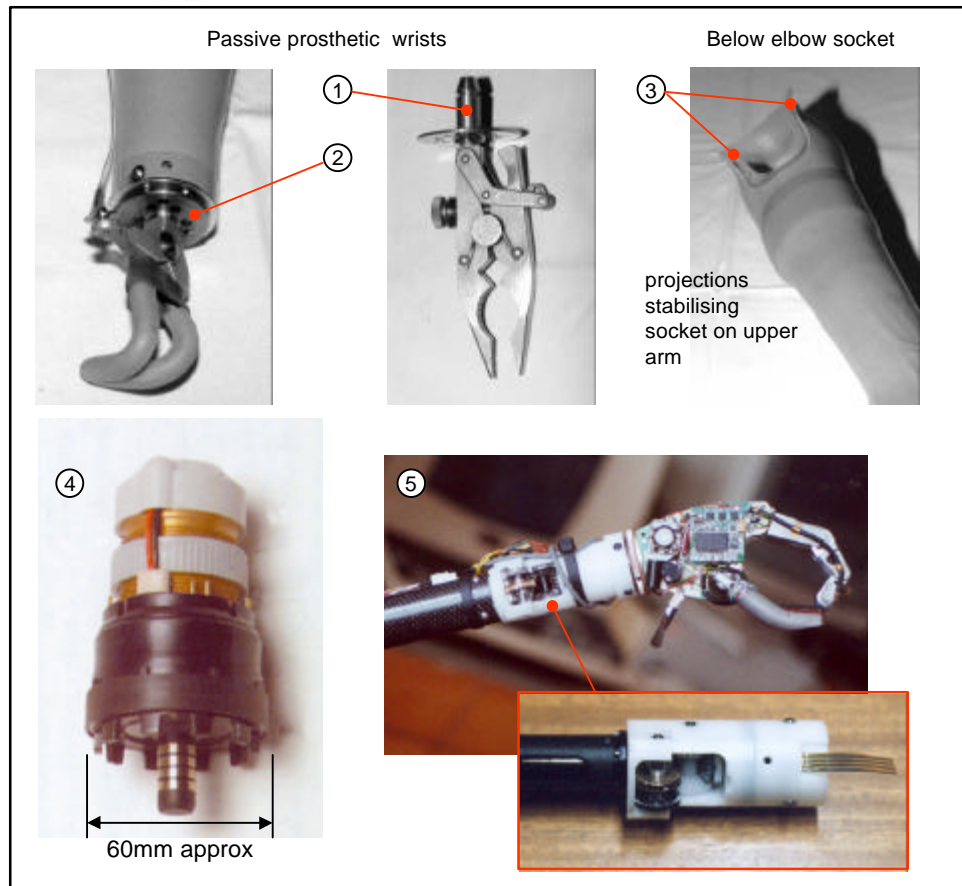 Passive prosthetic wrists
Below elbow socket
1
2
3
projections
stabilising
socket on upper
arm
4
5
60mm approx